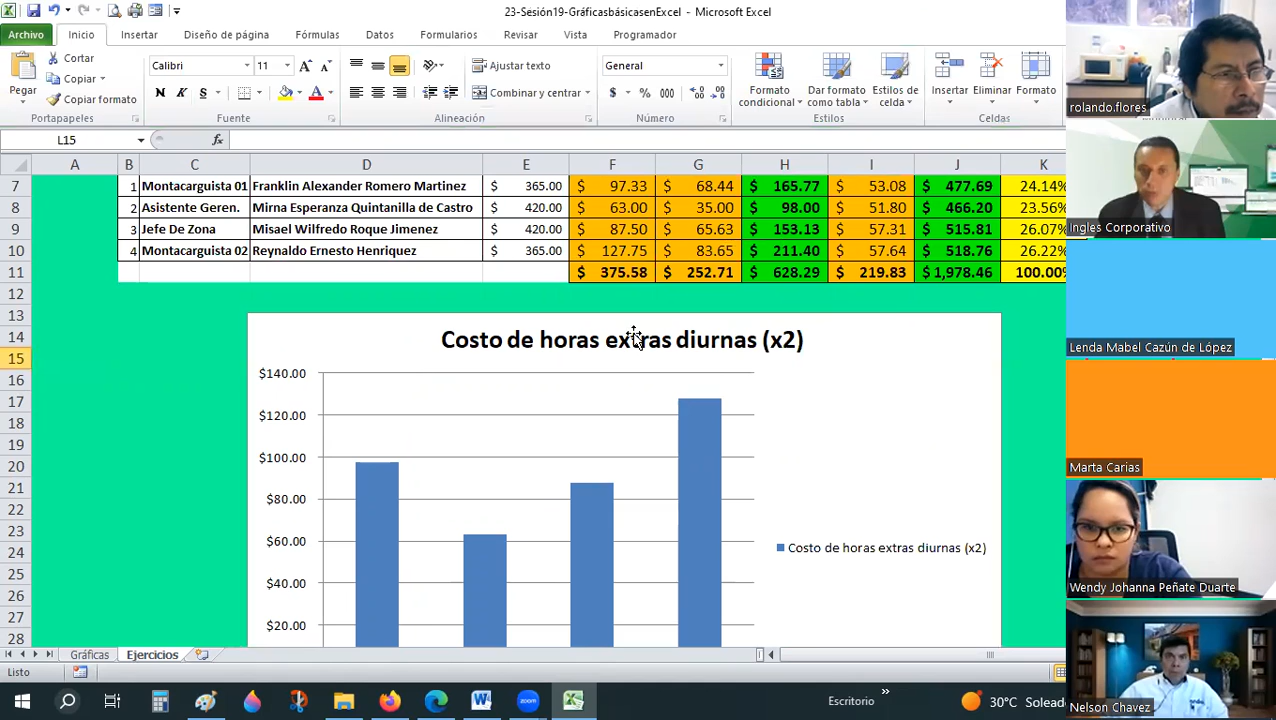 23-Sesión19-GráficasbásicasenExcel - Microsoft Excel
Archivo Inicio Insertar Diseño de página Fórmulas Datos Formularios Revisar Vista Programador
Pegar
Cortar
Copiar
Copiar formato
Portapapeles
Calibri 11
N K S A
Fuente
Ajustar texto
Combinar y centrar
Alineación
General
$ % 000
Número
Formato condicional
Dar formato como tabla
Estilos de celda
Estilos
Insertar Eliminar Formato
Celdas
L15 fx
A B C D E F G H I J K
7 1 Montacarguista 01 Franklin Alexander Romero Martinez $ 365.00 $ 97.33 $ 68.44 $ 165.77 $ 53.08 $ 477.69 24.14%
8 2 Asistente Geren. Mirna Esperanza Quintanilla de Castro $ 420.00 $ 63.00 $ 35.00 $ 98.00 $ 51.80 $ 466.20 23.56%
9 3 Jefe De Zona Misael Wilfredo Roque Jimenez $ 420.00 $ 87.50 $ 65.63 $ 153.13 $ 57.31 $ 515.81 26.07%
10 4 Montacarguista 02 Reynaldo Ernesto Henriquez $ 365.00 $ 127.75 $ 83.65 $ 211.40 $ 57.64 $ 518.76 26.22%
11 $ 375.58 $ 252.71 $ 628.29 $ 219.83 $ 1,978.46 100.00%
12
13
14
15
16
17
18
19
20
21
22
23
24
25
26
27
28
Costo de horas extras diurnas (x2)
$140.00
$120.00
$100.00
$80.00
$60.00
$40.00
$20.00
Costo de horas extras diurnas (x2)
Gráficas Ejercicios
Listo
Escritorio » 30°C Solead
zoom
rolando.flores
Ingles Corporativo
Lenda Mabel Cazún de López
Marta Carias
Wendy Johanna Peñate Duarte
Nelson Chavez